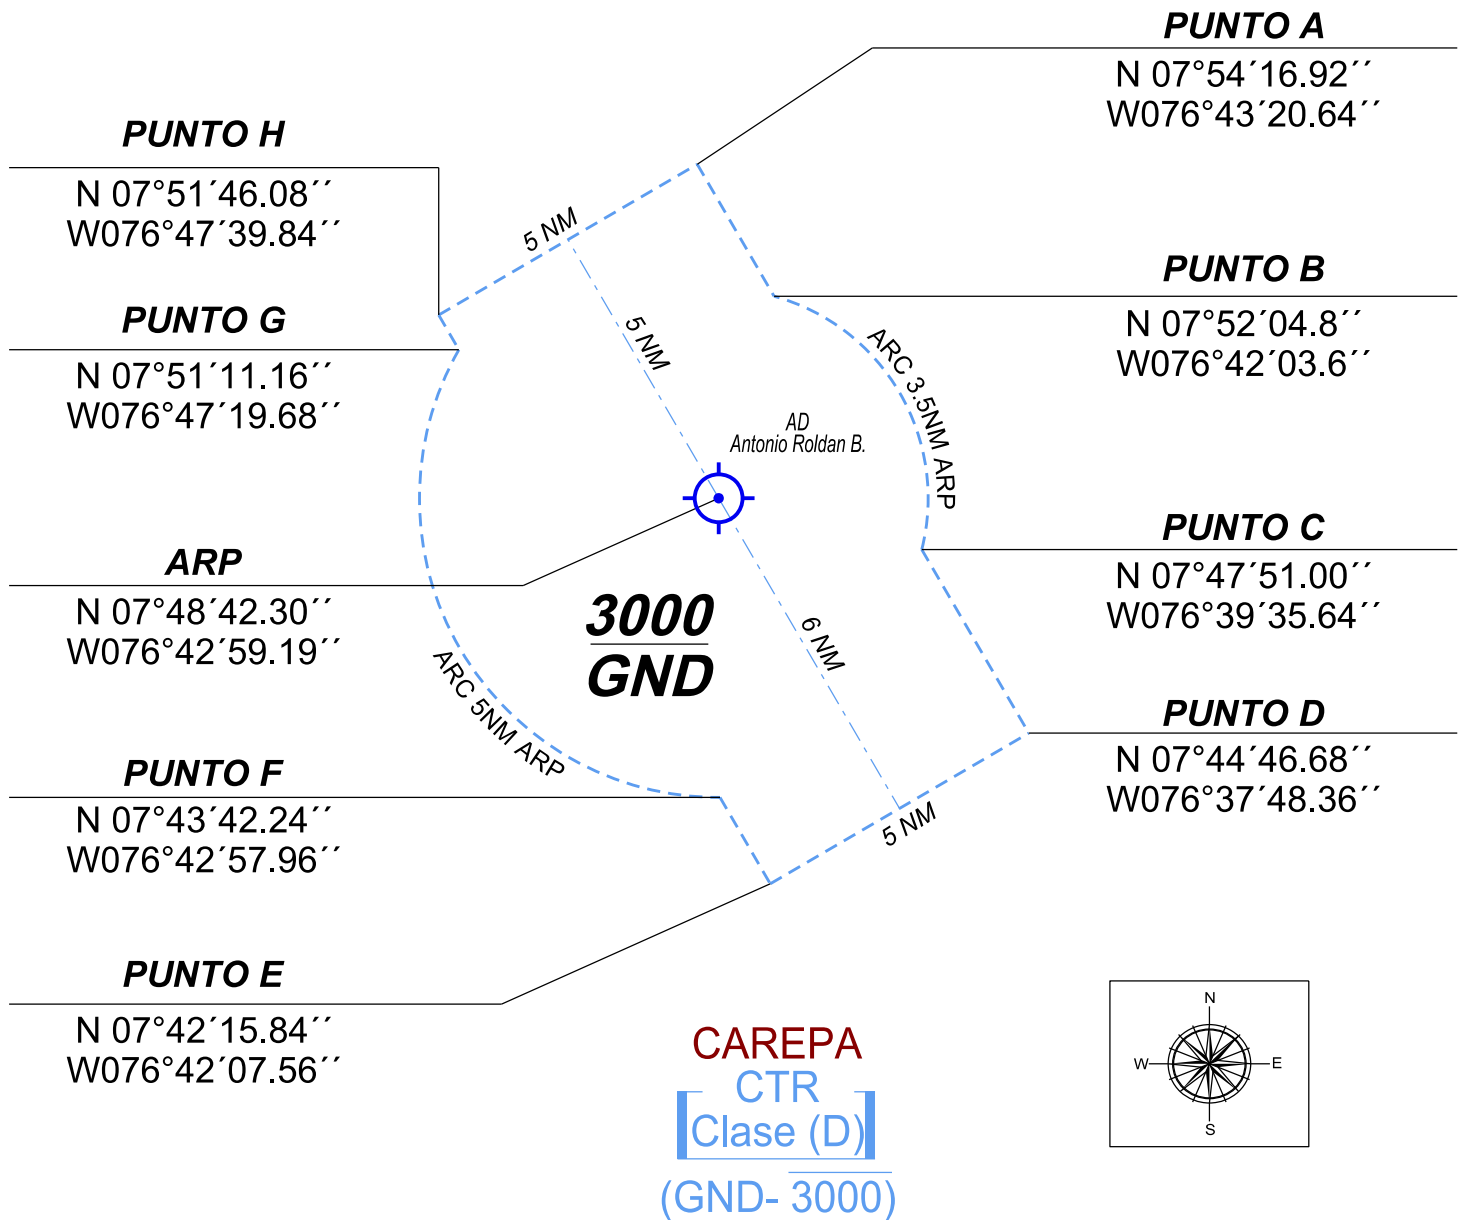 PUNTO A
N 07°54´16.92´´
W076°43´20.64´´
PUNTO H
N 07°51´46.08´´
W076°47´39.84´´
5 NM
PUNTO B
N 07°52´04.8´´
W076°42´03.6´´
PUNTO G
N 07°51´11.16´´
W076°47´19.68´´
5 NM
ARC 3.5NM ARP
AD
Antonio Roldan B.
PUNTO C
N 07°47´51.00´´
W076°39´35.64´´
ARP
N 07°48´42.30´´
W076°42´59.19´´
3000
GND
6 NM
ARC 5NM ARP
PUNTO D
N 07°44´46.68´´
W076°37´48.36´´
PUNTO F
N 07°43´42.24´´
W076°42´57.96´´
5 NM
PUNTO E
N 07°42´15.84´´
W076°42´07.56´´
CAREPA
CTR
Clase (D)
(GND- 3000)
N
W
E
S